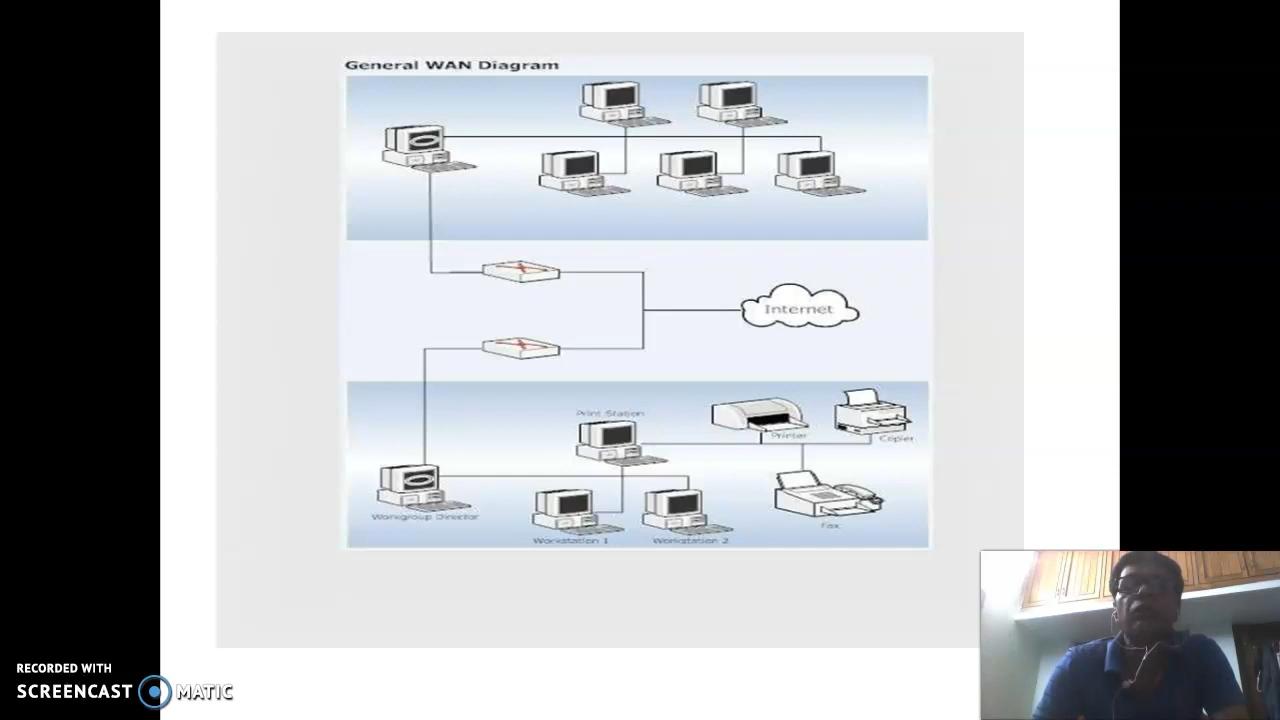 General WAN Diagram
Internet
Print Station
Printer
Copier
Workgroup Director
Fax
Workstation 1
Workstation 2
RECORDED WITH
SCREENCAST MATIC